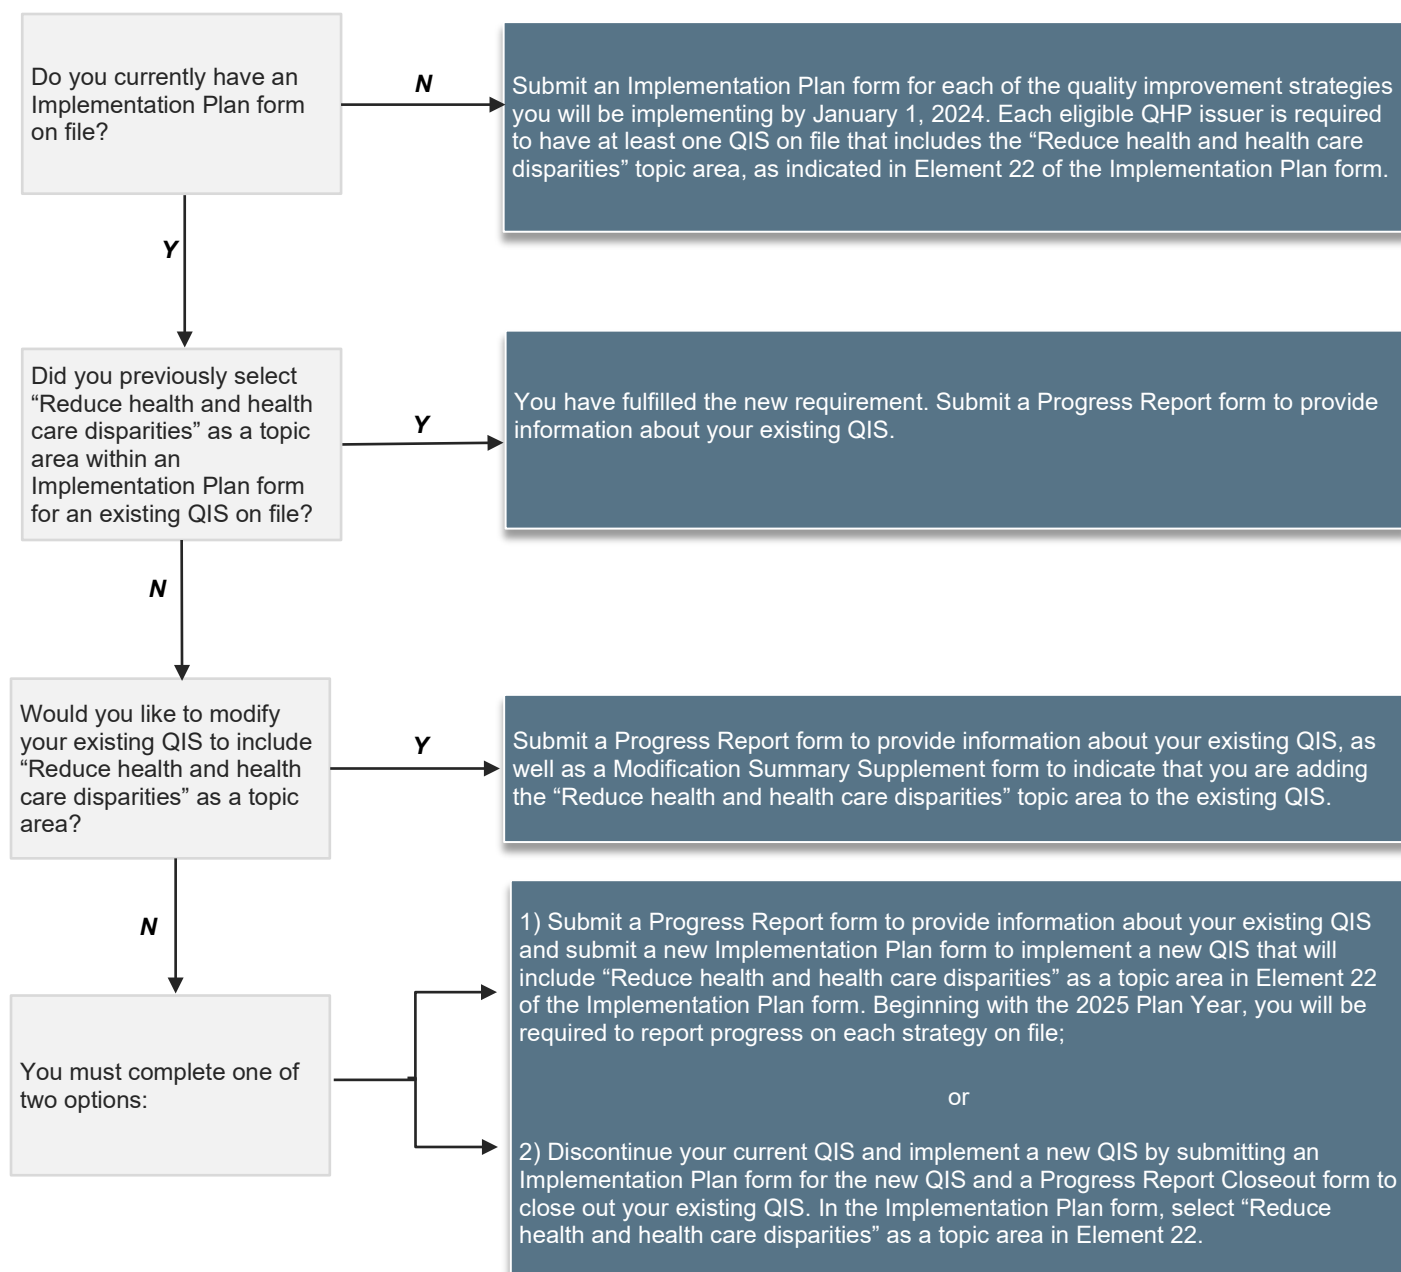 Do you currently have an
Implementation Plan form
on file?
N
Submit an Implementation Plan form for each of the quality improvement strategies
you will be implementing by January 1, 2024. Each eligible QHP issuer is required
to have at least one QIS on file that includes the “Reduce health and health care
disparities” topic area, as indicated in Element 22 of the Implementation Plan form.
Y
Did you previously select
“Reduce health and health
care disparities” as a topic
area within an
Implementation Plan form
for an existing QIS on file?
Y
You have fulfilled the new requirement. Submit a Progress Report form to provide
information about your existing QIS.
N
Would you like to modify
your existing QIS to include
“Reduce health and health
care disparities” as a topic
area?
Y
Submit a Progress Report form to provide information about your existing QIS, as
well as a Modification Summary Supplement form to indicate that you are adding
the “Reduce health and health care disparities” topic area to the existing QIS.
N
You must complete one of
two options:
1) Submit a Progress Report form to provide information about your existing QIS
and submit a new Implementation Plan form to implement a new QIS that will
include “Reduce health and health care disparities” as a topic area in Element 22
of the Implementation Plan form. Beginning with the 2025 Plan Year, you will be
required to report progress on each strategy on file;
or
2) Discontinue your current QIS and implement a new QIS by submitting an
Implementation Plan form for the new QIS and a Progress Report Closeout form to
close out your existing QIS. In the Implementation Plan form, select “Reduce
health and health care disparities” as a topic area in Element 22.